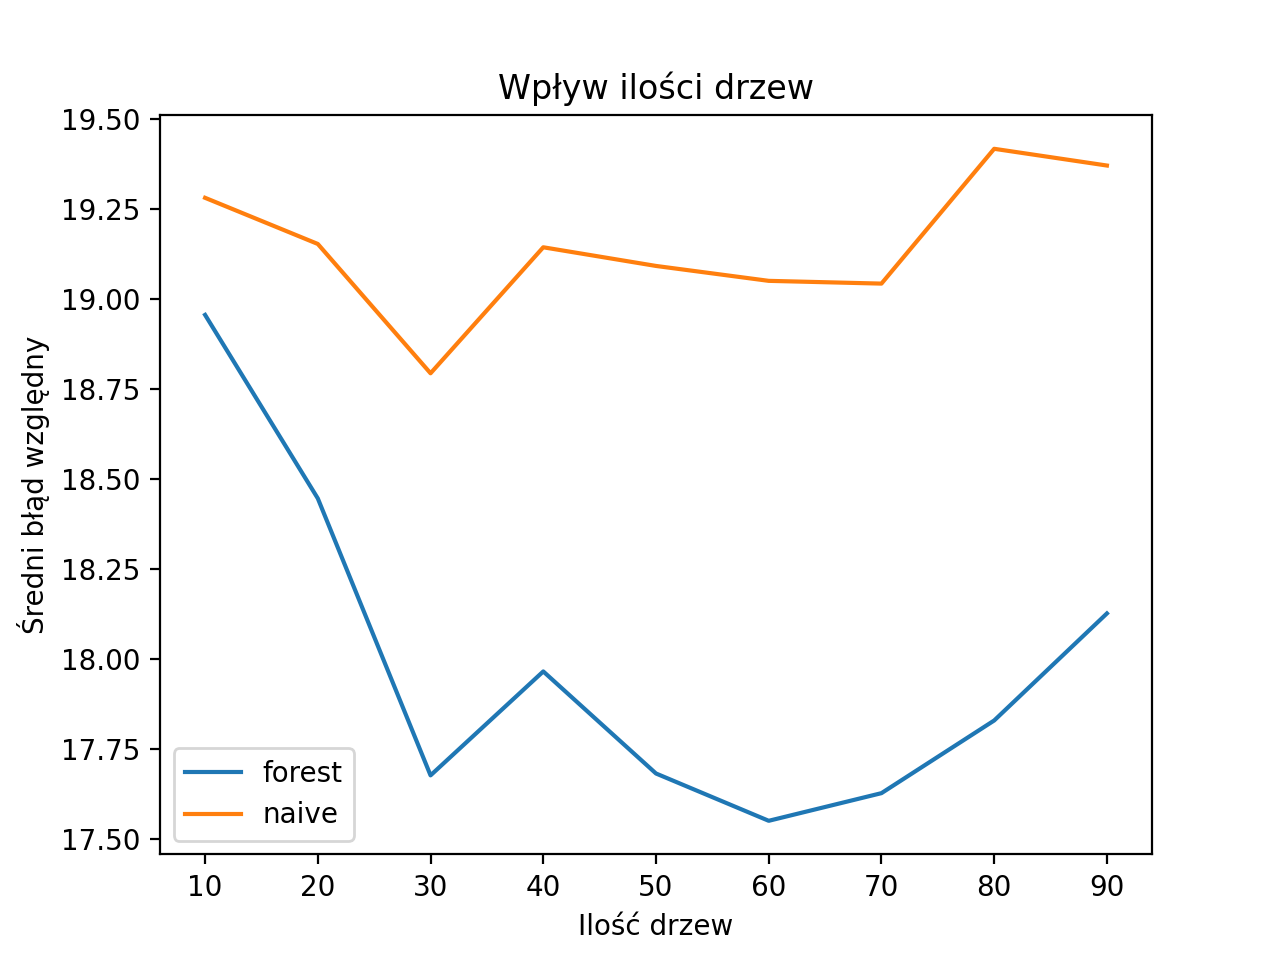 Wpływ ilości drzew
19.50
19.25
19.00
18.75
18.50
18.25
18.00
17.75
17.50
Średni błąd względny
forest
naive
10 20 30 40 50 60 70 80 90
Ilość drzew